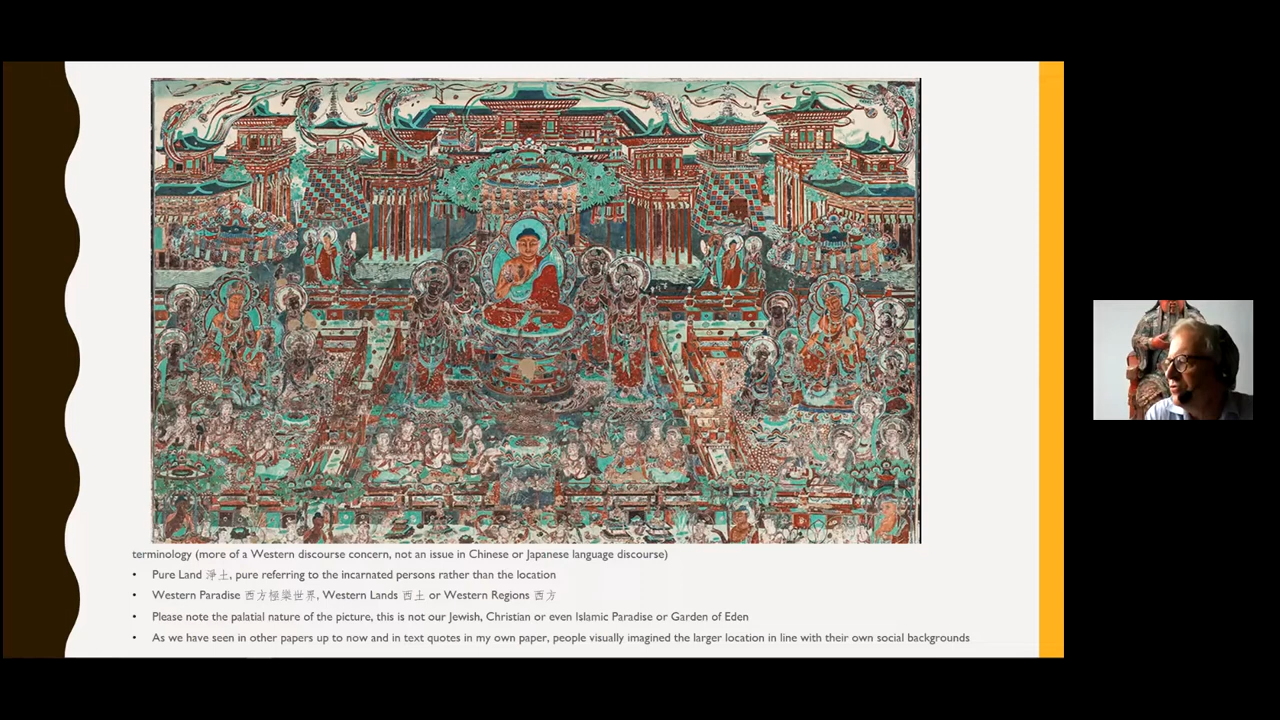 terminology (more of a Western discourse concern, not an issue in Chinese or Japanese language discourse)
• Pure Land 淨土, pure referring to the incarnated persons rather than the location
• Western Paradise 西方極樂世界, Western Lands 西土 or Western Regions 西方
• Please note the palatial nature of the picture, this is not our Jewish, Christian or even Islamic Paradise or Garden of Eden
• As we have seen in other papers up to now and in text quotes in my own paper, people visually imagined the larger location in line with their own social backgrounds